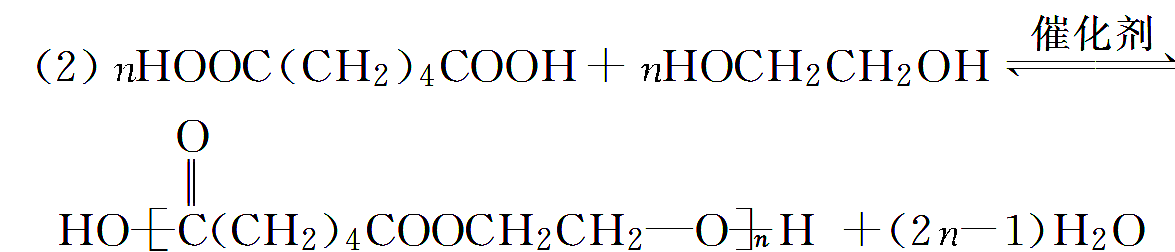 (2) nHOOC(CH₂)₄COOH + nHOCH₂CH₂OH ⇌
催化剂
O
‖
HO—[C(CH₂)₄COOCH₂CH₂—O]ₙH + (2n-1)H₂O